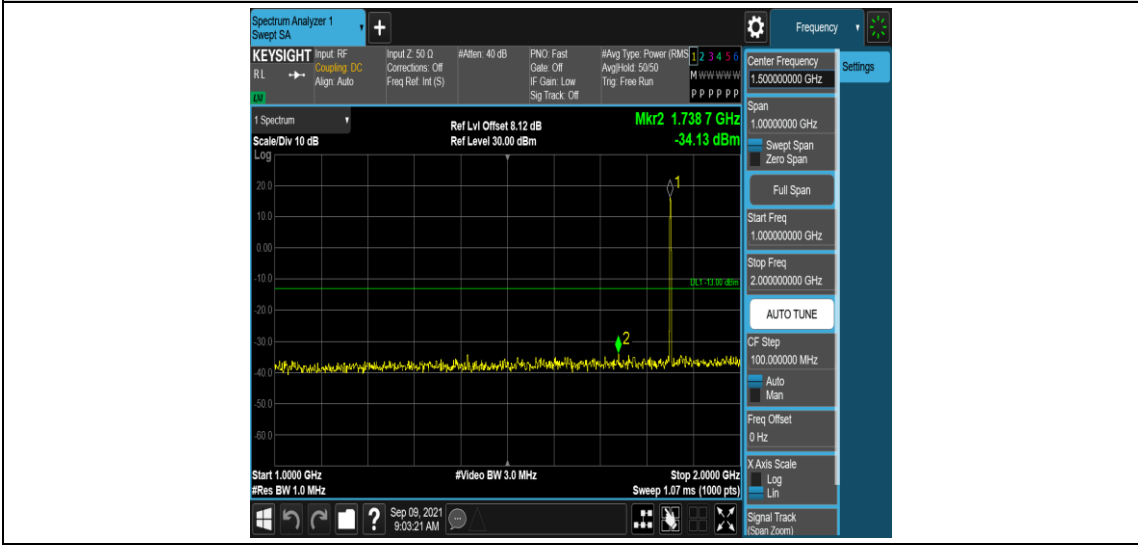 Spectrum Analyzer 1
Swept SA
+
Frequency
KEYSIGHT
RL
LNI
Input: RF
Coupling: DC
Align: Auto
Input Z: 50 Ω
Corrections: Off
Freq Ref: Int (S)
#Atten: 40 dB
PNO: Fast
Gate: Off
IF Gain: Low
Sig Track: Off
#Avg Type: Power (RMS
Avg|Hold: 50/50
Trig: Free Run
1 2 3 4 5 6
M W W W W W
P P P P P P
1 Spectrum
Scale/Div 10 dB
Log
Ref Lvl Offset 8.12 dB
Ref Level 30.00 dBm
Mkr2 1.738 7 GHz
-34.13 dBm
20.0
10.0
0.00
-10.0
-20.0
-30.0
-40.0
-50.0
-60.0
1
DL1 -13.00 dBm
2
Start 1.0000 GHz
#Res BW 1.0 MHz
#Video BW 3.0 MHz
Stop 2.0000 GHz
Sweep 1.07 ms (1000 pts)
Sep 09, 2021
9:03:21 AM
?
Center Frequency
1.500000000 GHz
Settings
Span
1.00000000 GHz
Swept Span
Zero Span
Full Span
Start Freq
1.000000000 GHz
Stop Freq
2.000000000 GHz
AUTO TUNE
CF Step
100.000000 MHz
Auto
Man
Freq Offset
0 Hz
X Axis Scale
Log
Lin
Signal Track
(Span Zoom)